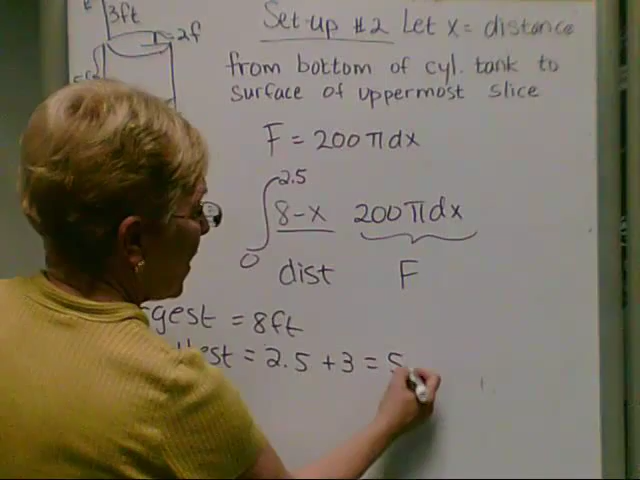 3ft
2f
Set-up #2 Let x = distance
from bottom of cyl. tank to
surface of uppermost slice
F = 200πdx
2.5
∫ 8-x 200πdx
0
dist F
gest = 8ft
est = 2.5 + 3 = 5